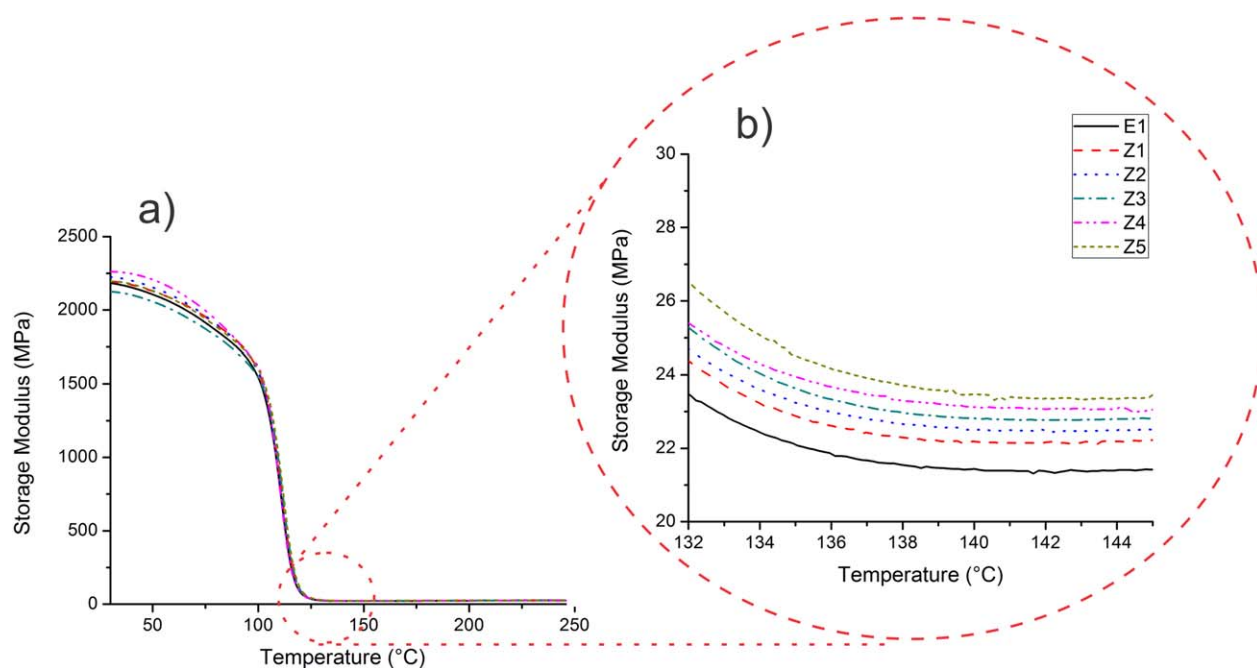 a)
Storage Modulus (MPa)
2500
2000
1500
1000
500
0
50
100
150
200
250
Temperature (°C)
b)
E1
Z1
Z2
Z3
Z4
Z5
Storage Modulus (MPa)
30
28
26
24
22
20
132
134
136
138
140
142
144
Temperature (°C)